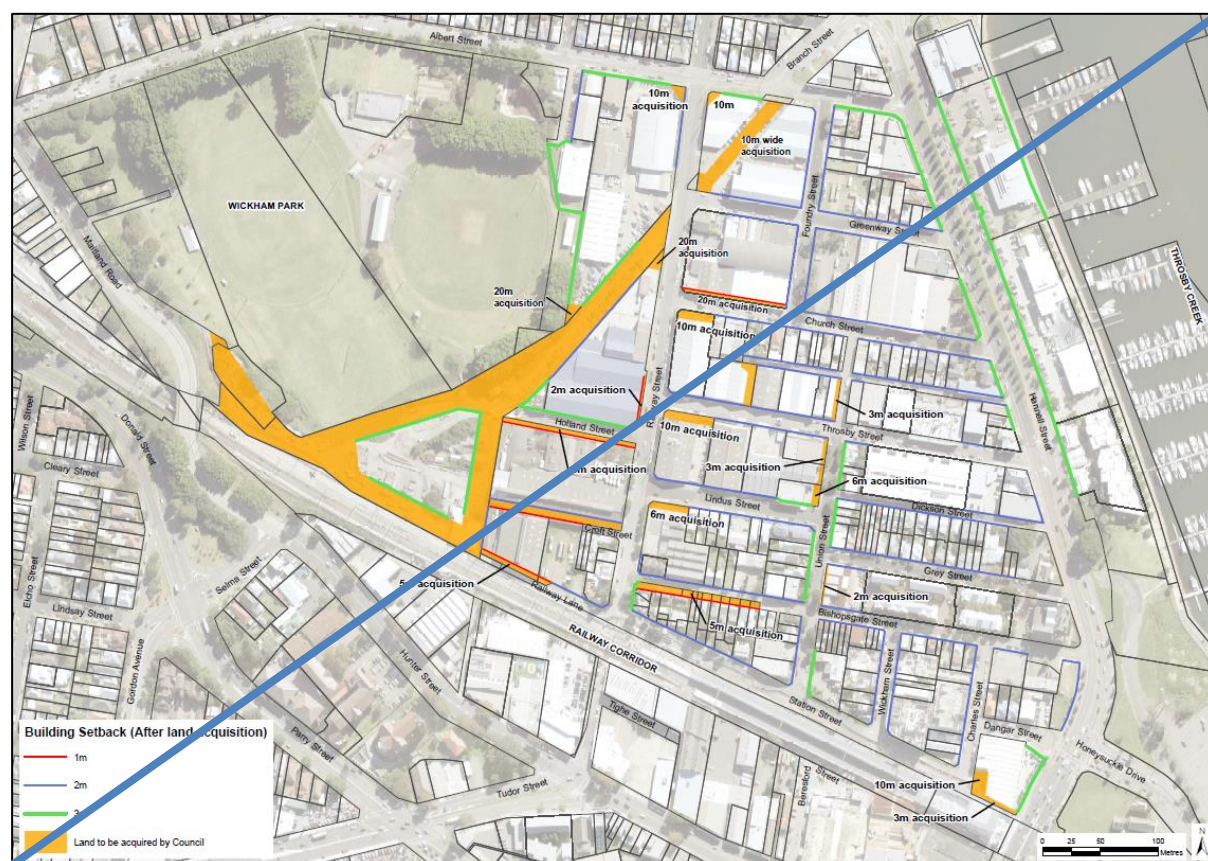 Albert Street
Branch Street
10m
acquisition
10m
10m wide
acquisition
WICKHAM PARK
Foundry Street
Greenway Street
Maitland Road
20m
acquisition
THROSBY CREEK
20m
acquisition
20m acquisition
Church Street
10m acquisition
Hannell Street
Street
2m acquisition
3m acquisition
Holland Street
10m acquisition
Throsby Street
acquisition
3m acquisition
6m acquisition
Wilson Street
Donald Street
Cleary Street
Lindus Street
Dickson Street
6m acquisition
Croft Street
Union Street
Grey Street
Elcho Street
Selma Street
acquisition
Railway Lane
2m acquisition
Lindsay Street
5m acquisition
Bishopsgate Street
RAILWAY CORRIDOR
Gordon Avenue
Hunter Street
Wickham Street
Station Street
Charles Street
Tighe Street
Dangar Street
Parry Street
Honeysuckle Drive
Tudor Street
Beresford
Street
10m acquisition
3m acquisition
Building Setback (After land acquisition)
1m
2m
3
Land to be acquired by Council
0 25 50 100
Metres
N